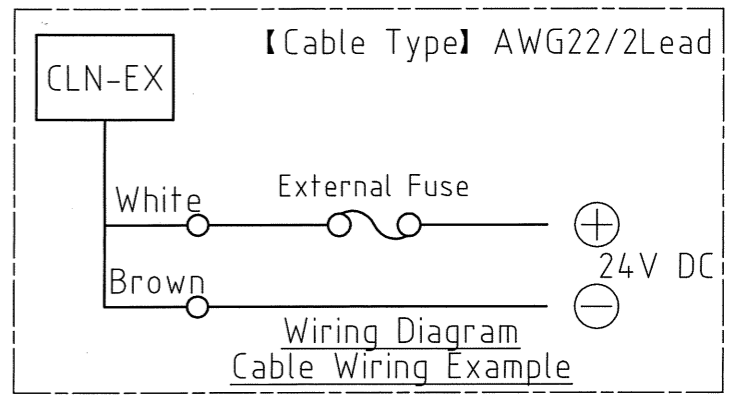 【Cable Type】 AWG22/2Lead
CLN-EX
External Fuse
White
+
24V DC
Brown
−
Wiring Diagram
Cable Wiring Example